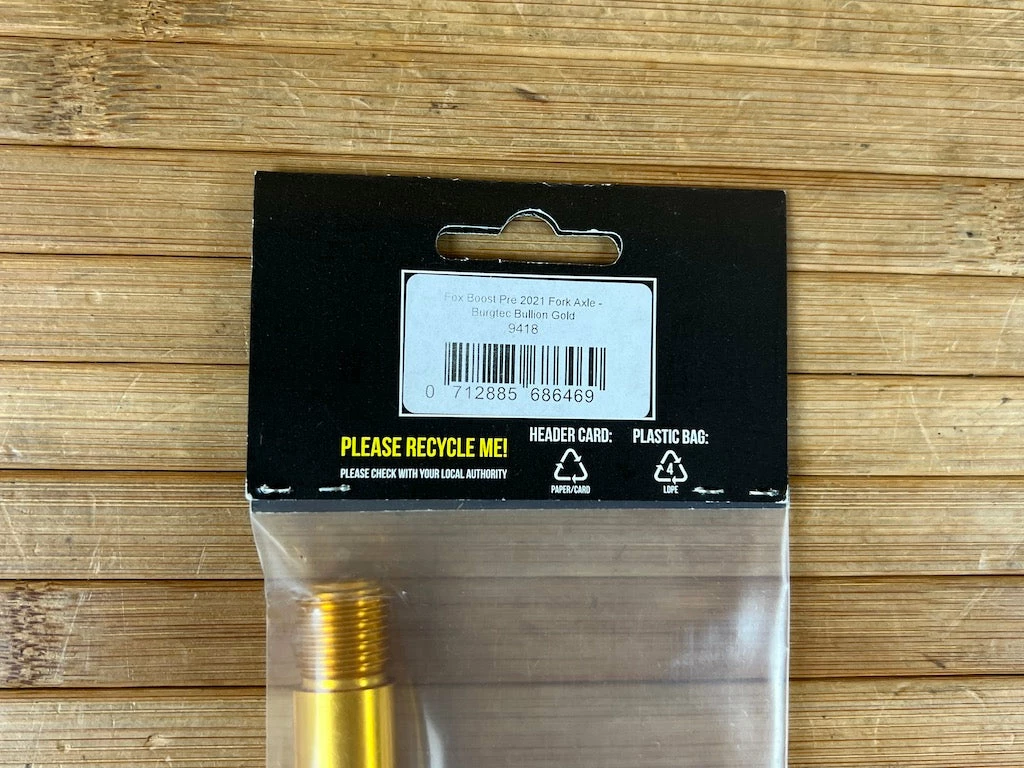 Fox Boost Pre 2021 Fork Axle -
Burgtec Bullion Gold
9418
0 712885 686469
PLEASE RECYCLE ME!
PLEASE CHECK WITH YOUR LOCAL AUTHORITY
HEADER CARD:
PAPER/CARD
PLASTIC BAG:
4
LDPE